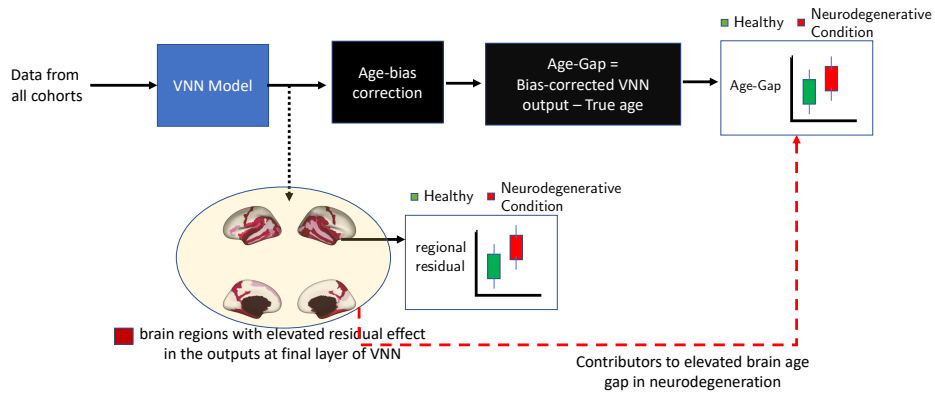 Healthy
Neurodegenerative
Condition
Data from
all cohorts
VNN Model
Age-bias
correction
Age-Gap =
Bias-corrected VNN
output – True age
Age-Gap
Healthy
Neurodegenerative
Condition
regional
residual
brain regions with elevated residual effect
in the outputs at final layer of VNN
Contributors to elevated brain age
gap in neurodegeneration